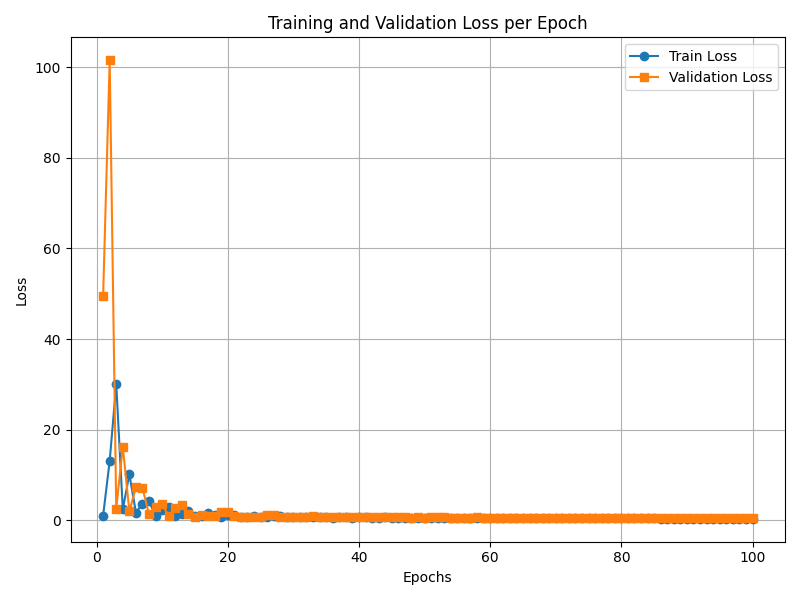 Training and Validation Loss per Epoch
Train Loss
Validation Loss
100
80
60
40
20
0
Loss
0 20 40 60 80 100
Epochs